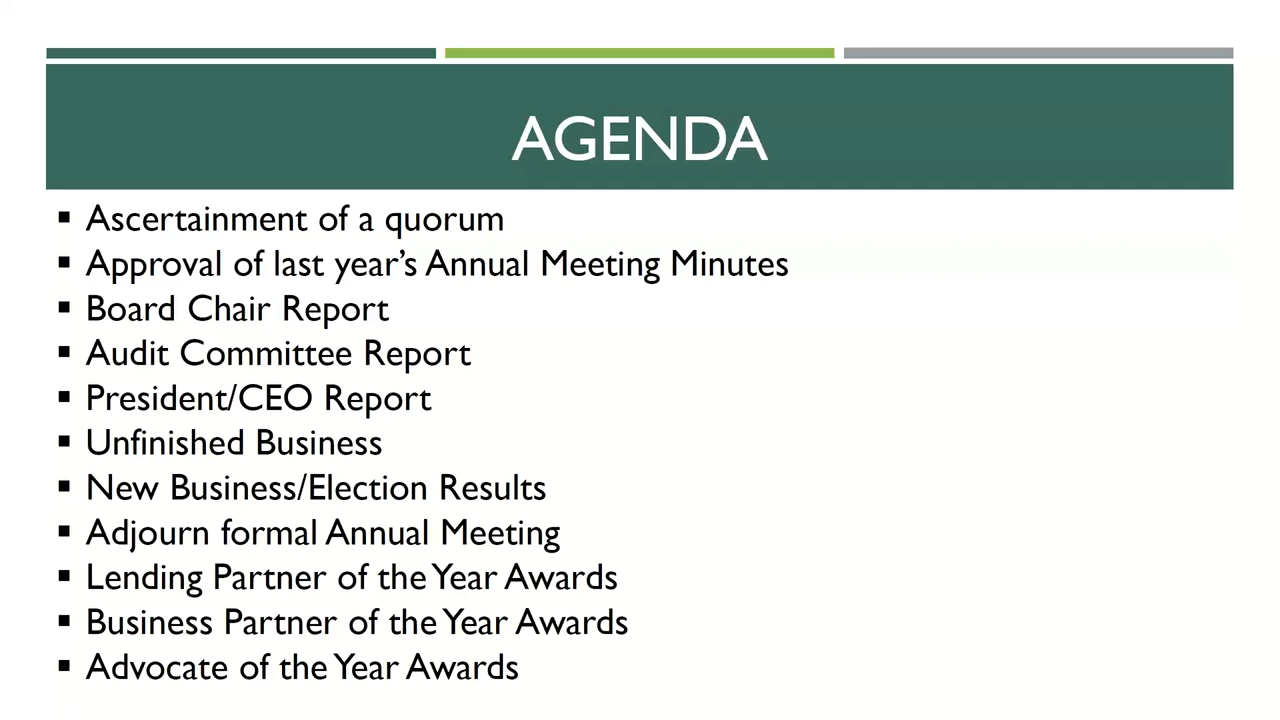 AGENDA
▪ Ascertainment of a quorum
▪ Approval of last year’s Annual Meeting Minutes
▪ Board Chair Report
▪ Audit Committee Report
▪ President/CEO Report
▪ Unfinished Business
▪ New Business/Election Results
▪ Adjourn formal Annual Meeting
▪ Lending Partner of the Year Awards
▪ Business Partner of the Year Awards
▪ Advocate of the Year Awards